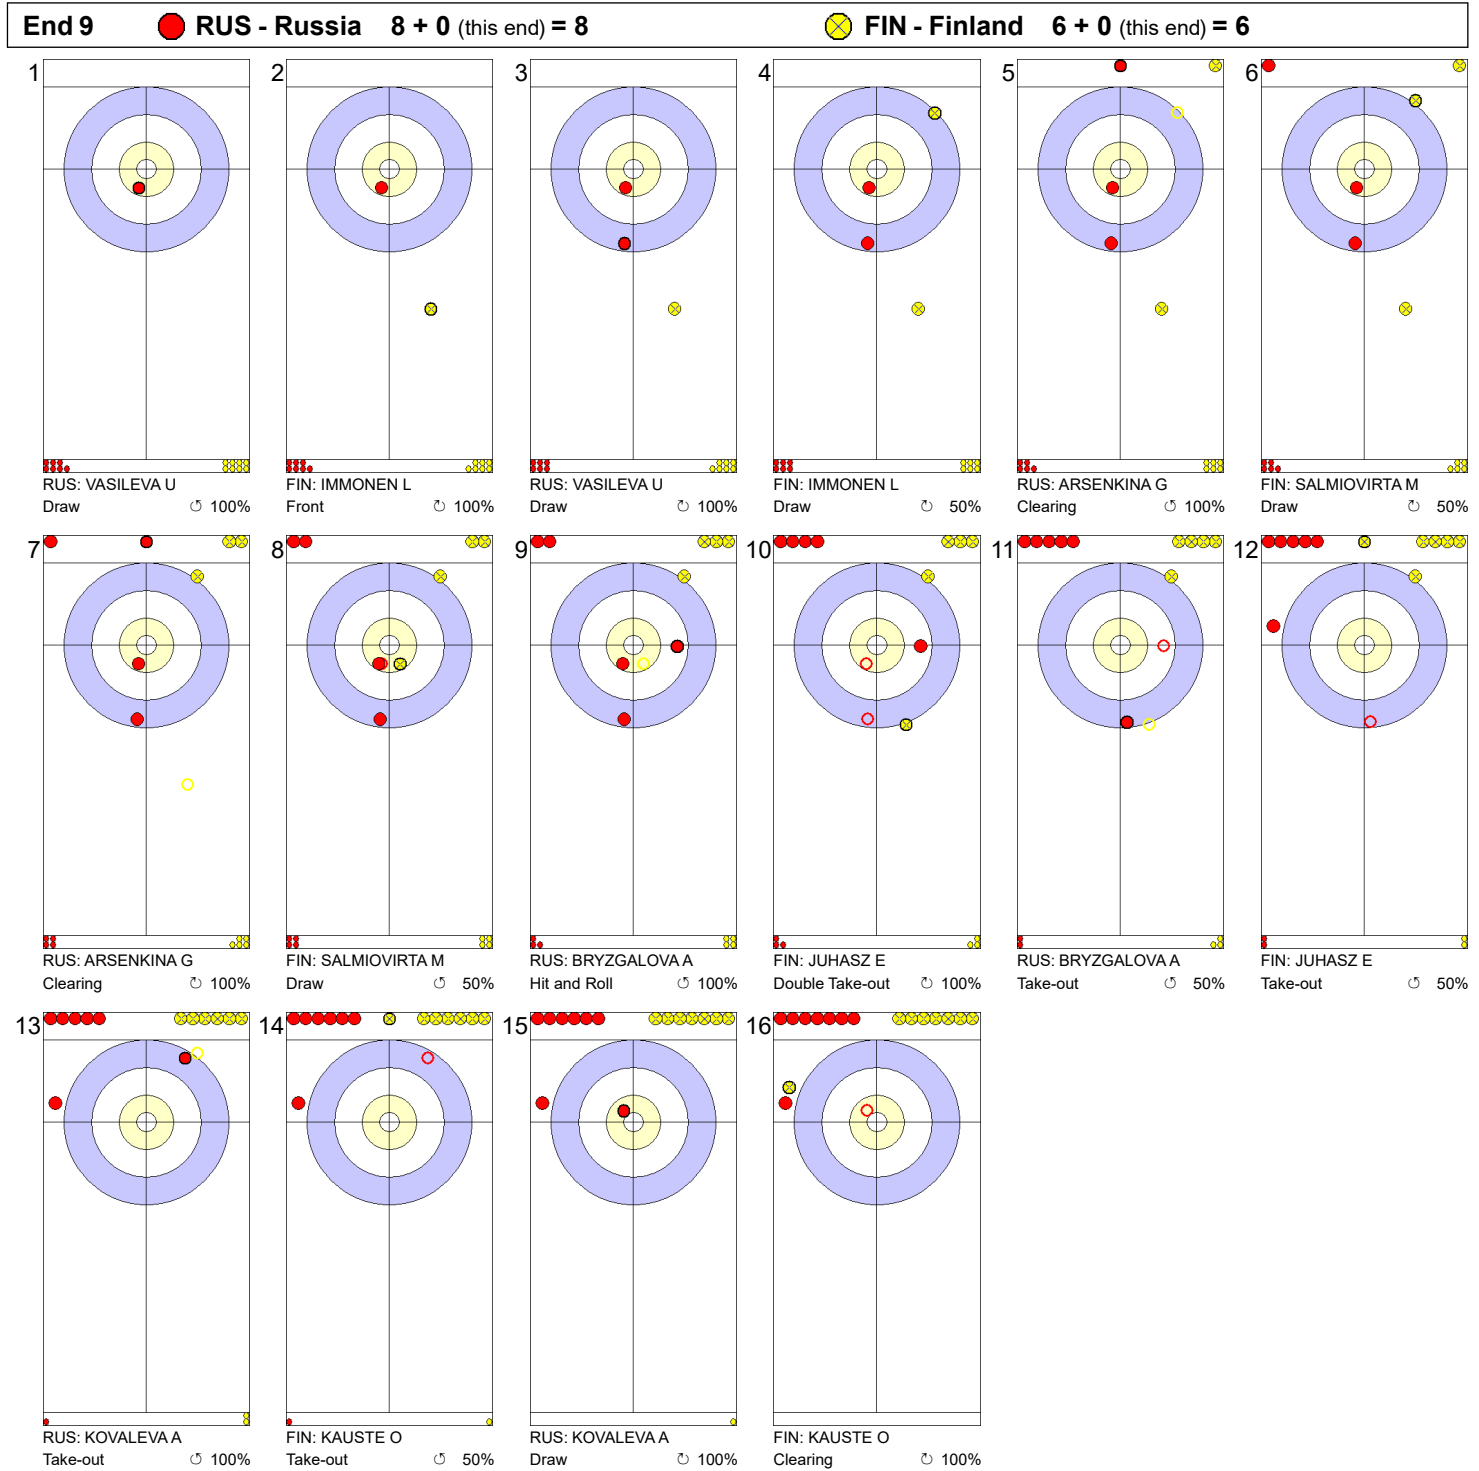 End 9 RUS - Russia 8 + 0 (this end) = 8 FIN - Finland 6 + 0 (this end) = 6
1 2 3 4 5 6
RUS: VASILEVA U FIN: IMMONEN L RUS: VASILEVA U FIN: IMMONEN L RUS: ARSENKINA G FIN: SALMIOVIRTA M
Draw ↺ 100% Front ↻ 100% Draw ↻ 100% Draw ↻ 50% Clearing ↺ 100% Draw ↻ 50%
7 8 9 10 11 12
RUS: ARSENKINA G FIN: SALMIOVIRTA M RUS: BRYZGALOVA A FIN: JUHASZ E RUS: BRYZGALOVA A FIN: JUHASZ E
Clearing ↻ 100% Draw ↺ 50% Hit and Roll ↺ 100% Double Take-out ↻ 100% Take-out ↺ 50% Take-out ↺ 50%
13 14 15 16
RUS: KOVALEVA A FIN: KAUSTE O RUS: KOVALEVA A FIN: KAUSTE O
Take-out ↺ 100% Take-out ↺ 50% Draw ↻ 100% Clearing ↻ 100%